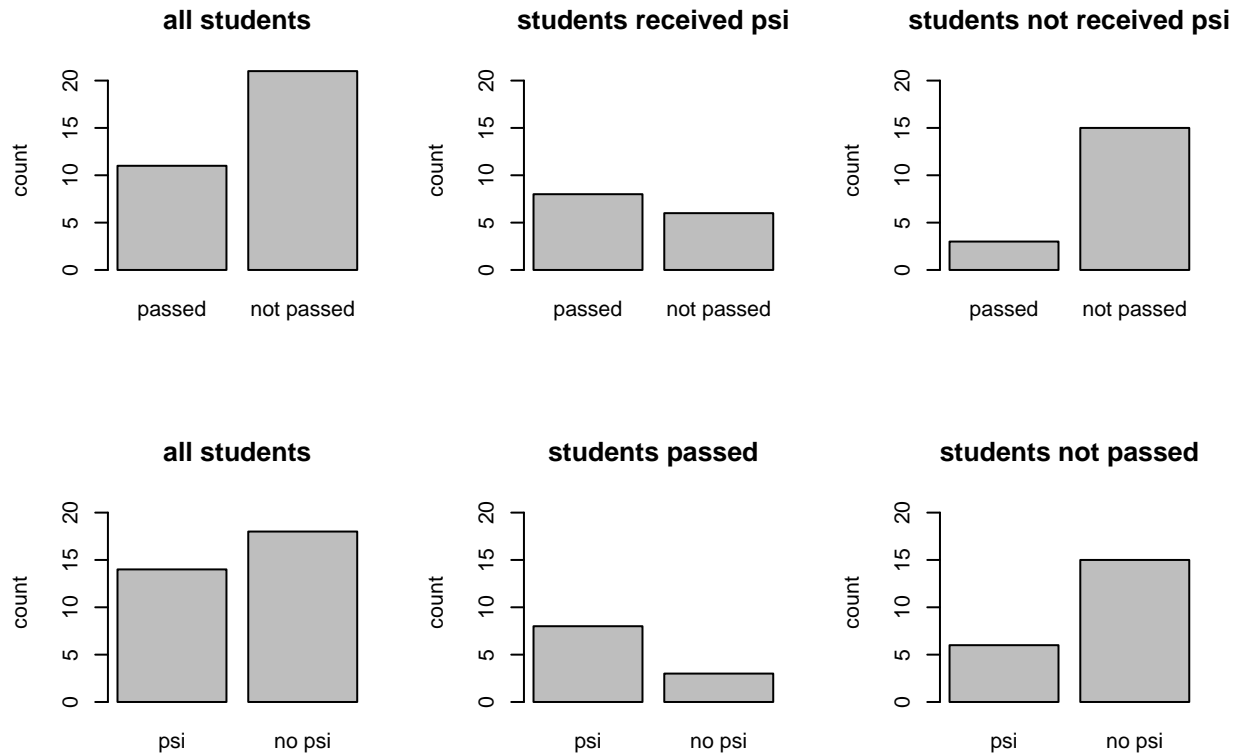 all students
count
0
5
10
15
20
passed
not passed
students received psi
count
0
5
10
15
20
passed
not passed
students not received psi
count
0
5
10
15
20
passed
not passed
all students
count
0
5
10
15
20
psi
no psi
students passed
count
0
5
10
15
20
psi
no psi
students not passed
count
0
5
10
15
20
psi
no psi